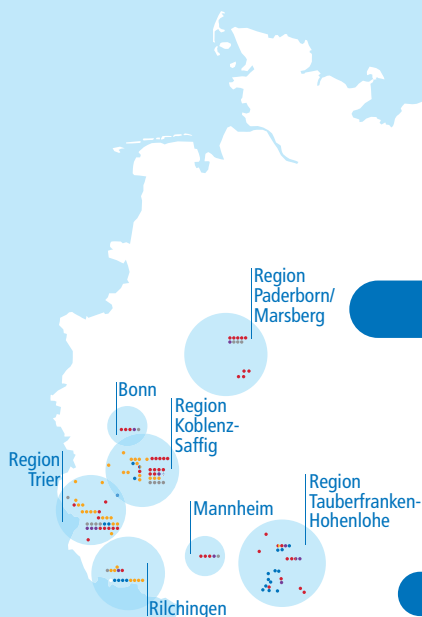 Region
Paderborn/
Marsberg
Bonn
Region
Koblenz-
Saffig
Region
Trier
Mannheim
Region
Tauberfranken-
Hohenlohe
Rilchingen